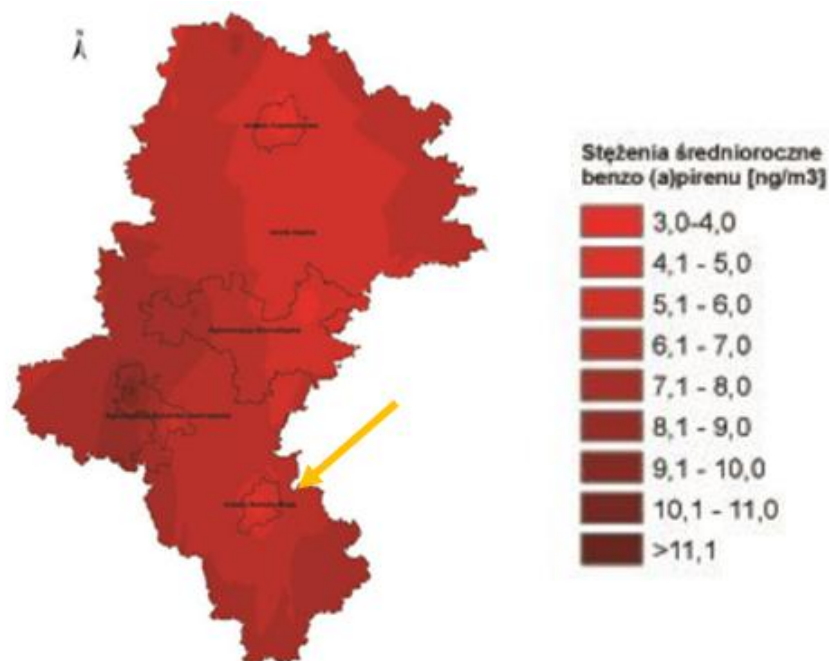 N
Stężenia średnioroczne
benzo (a)pirenu [ng/m3]
3,0-4,0
4,1 - 5,0
5,1 - 6,0
6,1 - 7,0
7,1 - 8,0
8,1 - 9,0
9,1 - 10,0
10,1 - 11,0
>11,1